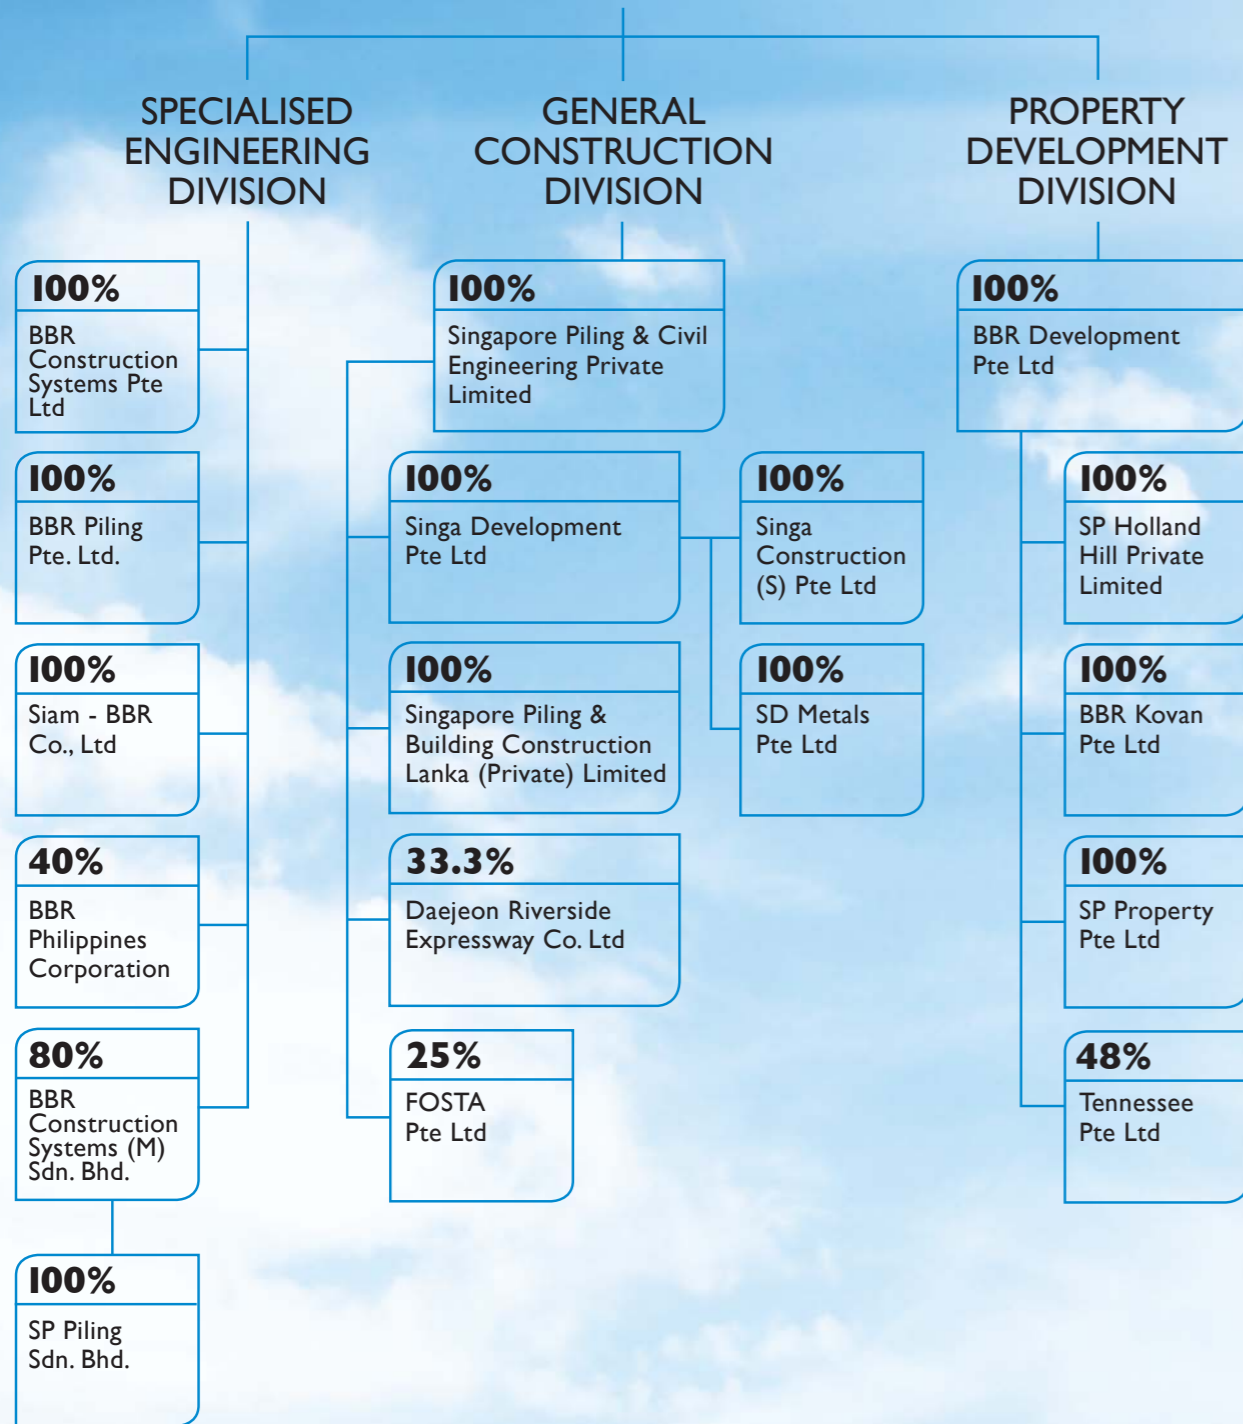 SPECIALISED
ENGINEERING
DIVISION
100%
BBR
Construction
Systems Pte
Ltd
100%
BBR Piling
Pte. Ltd.
100%
Siam - BBR
Co., Ltd
40%
BBR
Philippines
Corporation
80%
BBR
Construction
Systems (M)
Sdn. Bhd.
100%
SP Piling
Sdn. Bhd.
GENERAL
CONSTRUCTION
DIVISION
100%
Singapore Piling & Civil
Engineering Private
Limited
100%
Singa Development
Pte Ltd
100%
Singa
Construction
(S) Pte Ltd
100%
SD Metals
Pte Ltd
100%
Singapore Piling &
Building Construction
Lanka (Private) Limited
33.3%
Daejeon Riverside
Expressway Co. Ltd
25%
FOSTA
Pte Ltd
PROPERTY
DEVELOPMENT
DIVISION
100%
BBR Development
Pte Ltd
100%
SP Holland
Hill Private
Limited
100%
BBR Kovan
Pte Ltd
100%
SP Property
Pte Ltd
48%
Tennessee
Pte Ltd